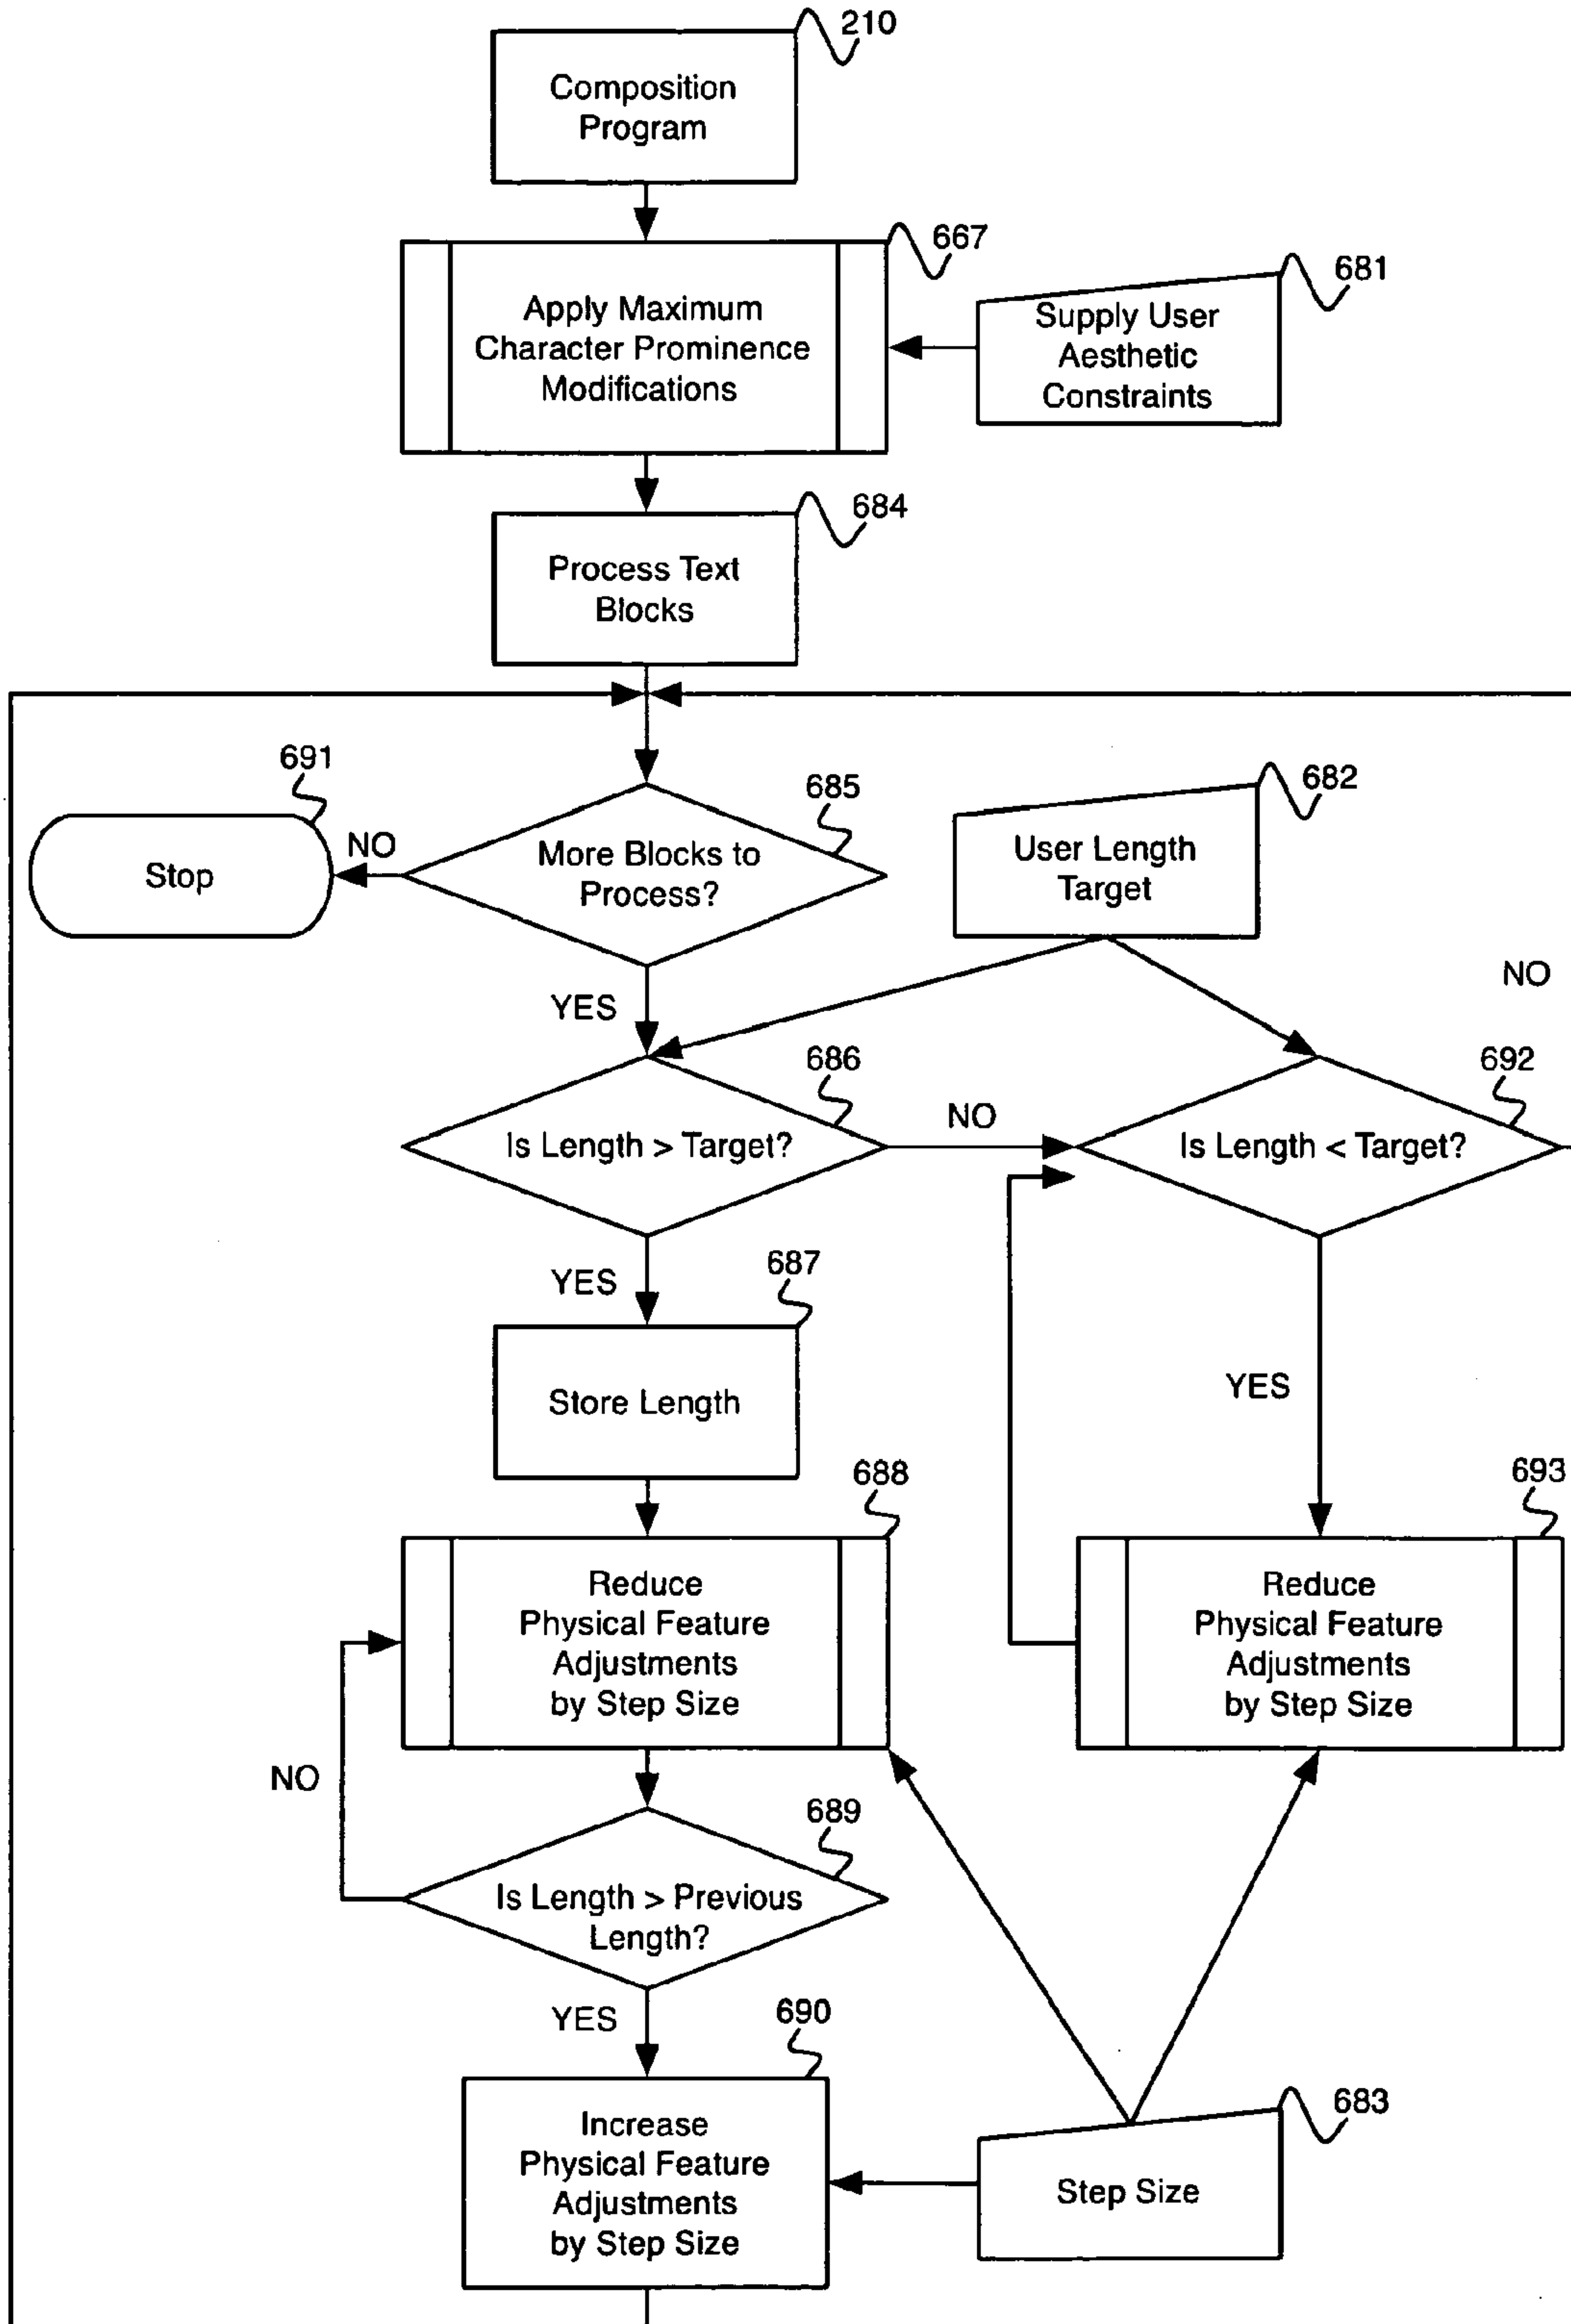 210
Composition
Program
667
Apply Maximum
Character Prominence
Modifications
681
Supply User
Aesthetic
Constraints
684
Process Text
Blocks
691
Stop
NO
685
More Blocks to
Process?
682
User Length
Target
NO
YES
686
Is Length > Target?
NO
692
Is Length < Target?
YES
687
Store Length
YES
688
Reduce
Physical Feature
Adjustments
by Step Size
693
Reduce
Physical Feature
Adjustments
by Step Size
NO
689
Is Length > Previous
Length?
YES
690
Increase
Physical Feature
Adjustments
by Step Size
683
Step Size